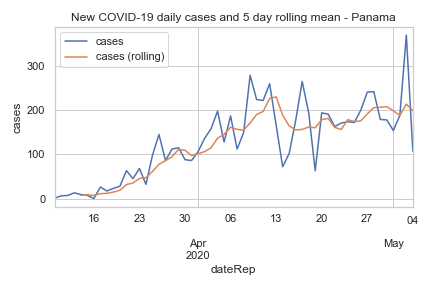 New COVID-19 daily cases and 5 day rolling mean - Panama
cases
cases (rolling)
300
200
100
0
cases
16 23 30 06 13 20 27 04
Apr May
2020
dateRep